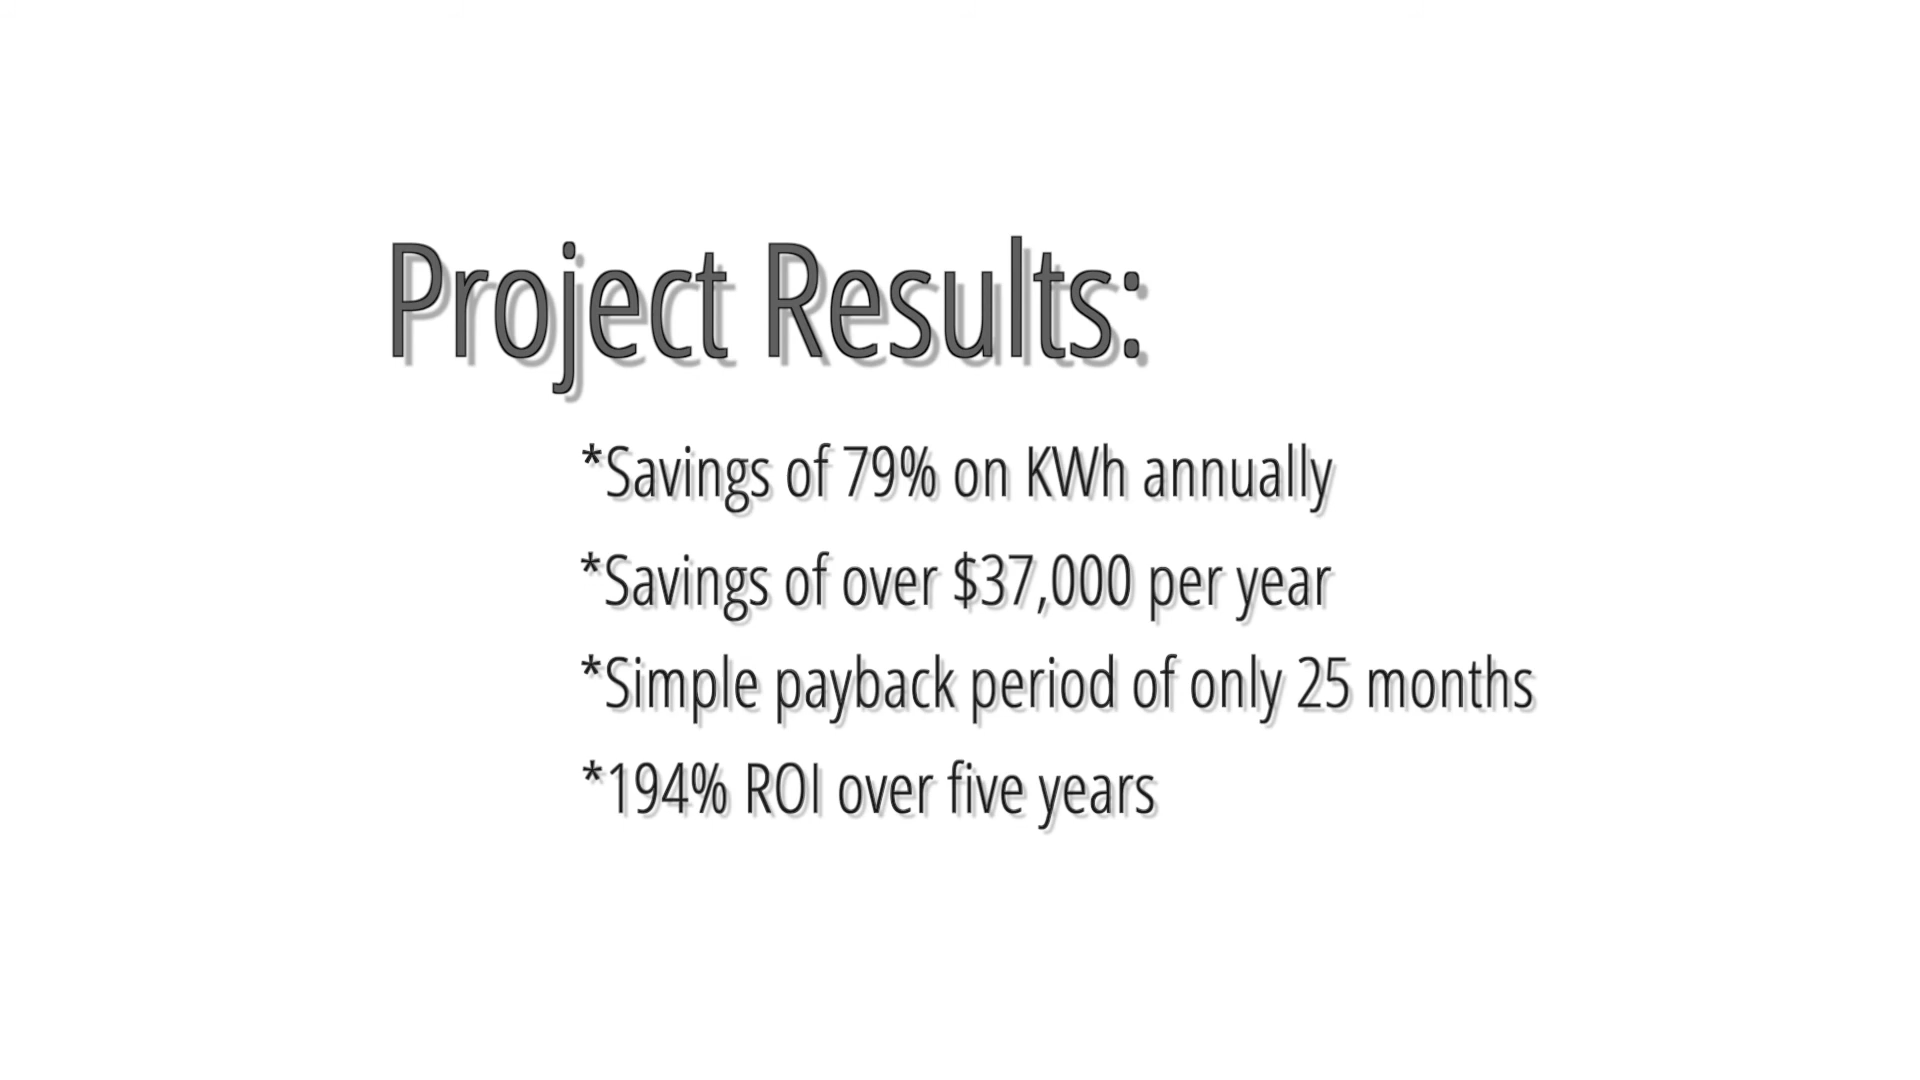 Project Results:
*Savings of 79% on KWh annually
*Savings of over $37,000 per year
*Simple payback period of only 25 months
*194% ROI over five years